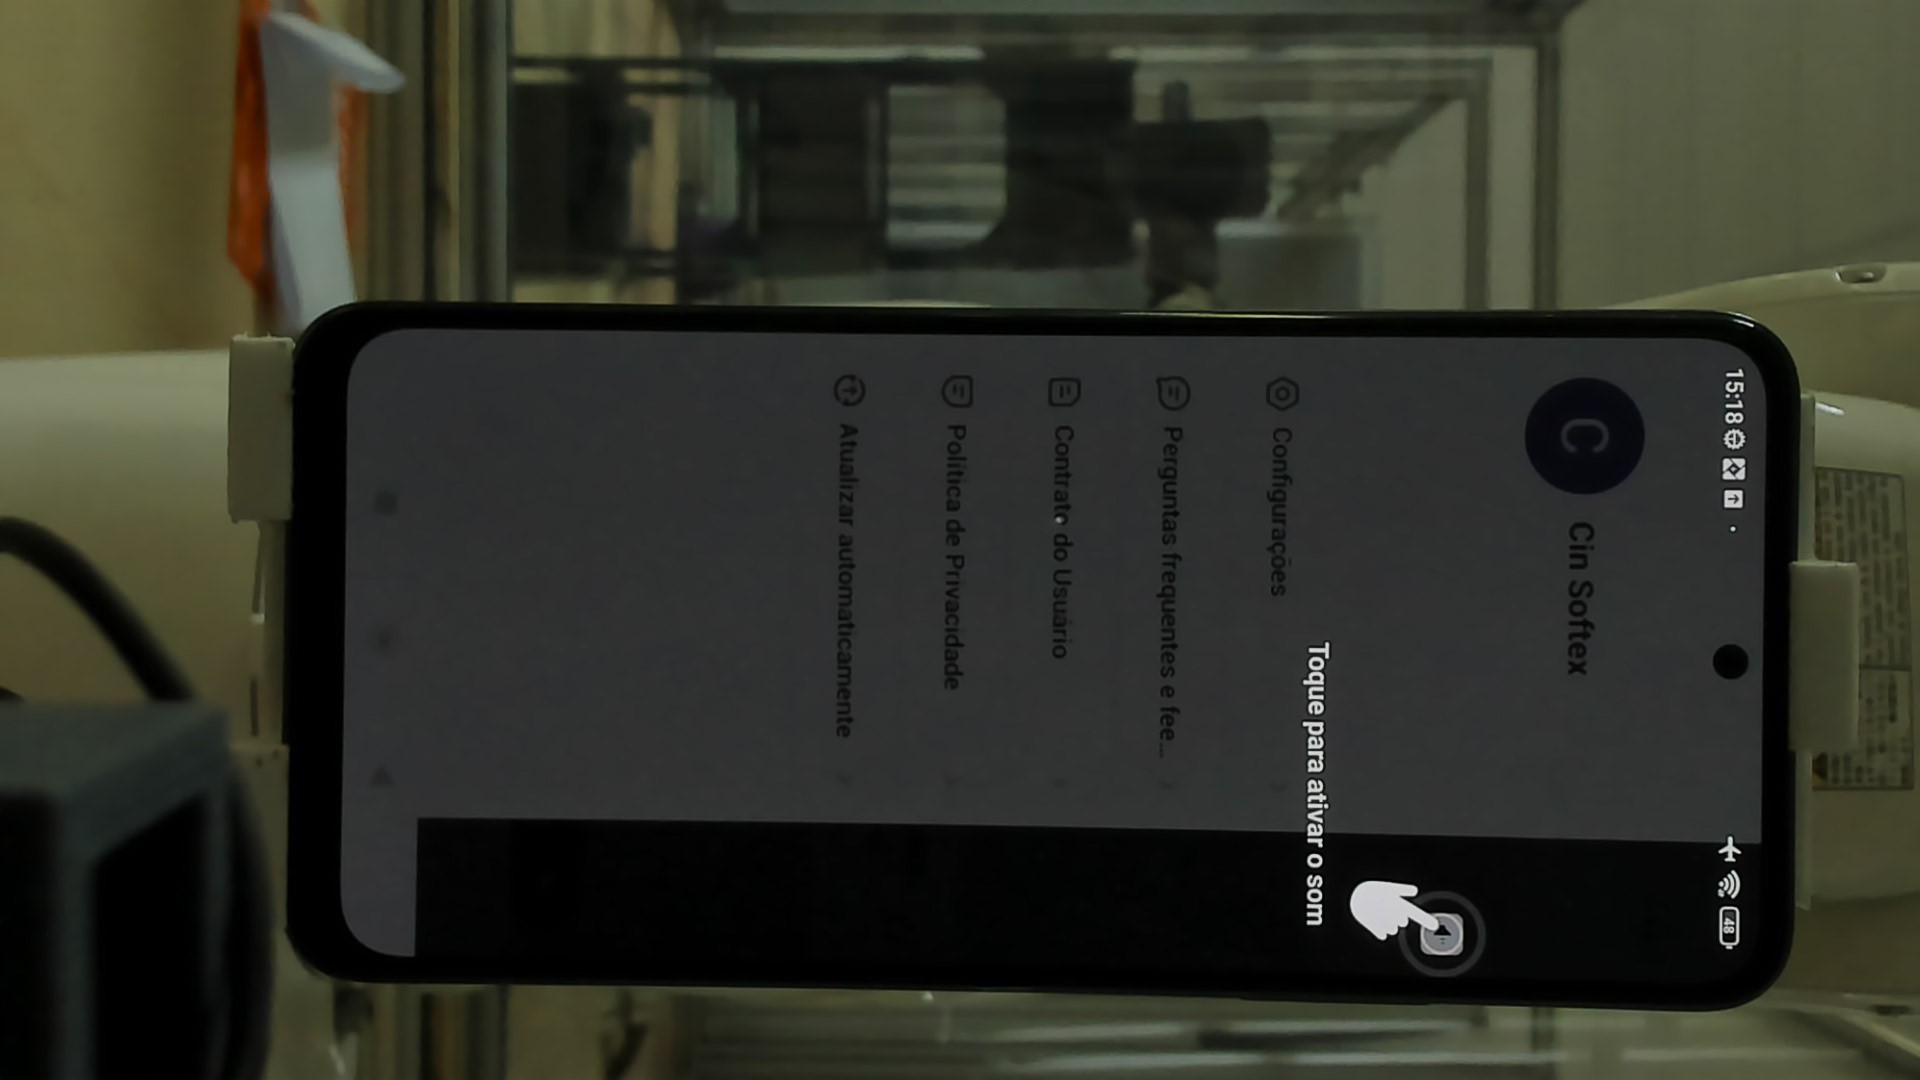 15:18
48
C
Cin Softex
Toque para ativar o som
Configurações
Perguntas frequentes e fee...
Contrato do Usuário
Política de Privacidade
Atualizar automaticamente